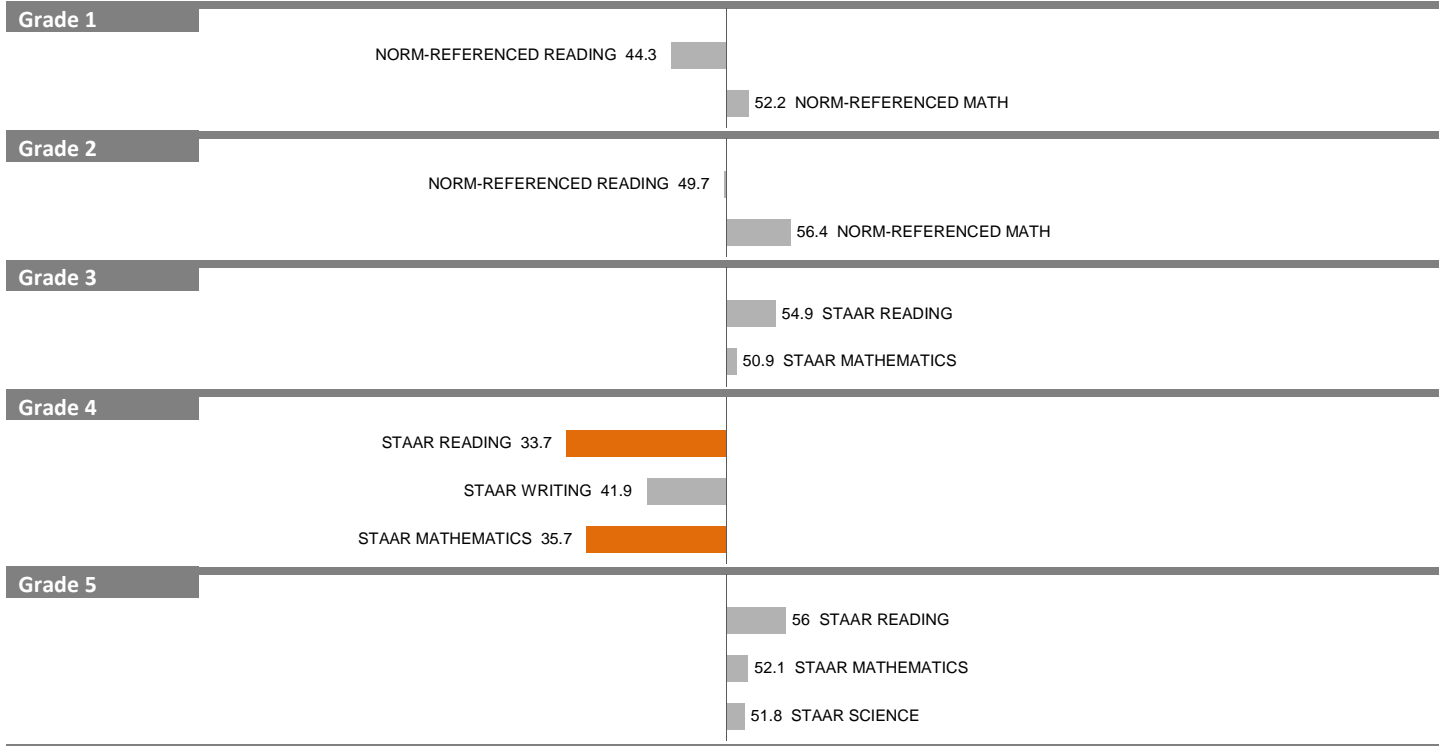 Grade 1
NORM-REFERENCED READING 44.3
52.2 NORM-REFERENCED MATH
Grade 2
NORM-REFERENCED READING 49.7
56.4 NORM-REFERENCED MATH
Grade 3
54.9 STAAR READING
50.9 STAAR MATHEMATICS
Grade 4
STAAR READING 33.7
STAAR WRITING 41.9
STAAR MATHEMATICS 35.7
Grade 5
56 STAAR READING
52.1 STAAR MATHEMATICS
51.8 STAAR SCIENCE